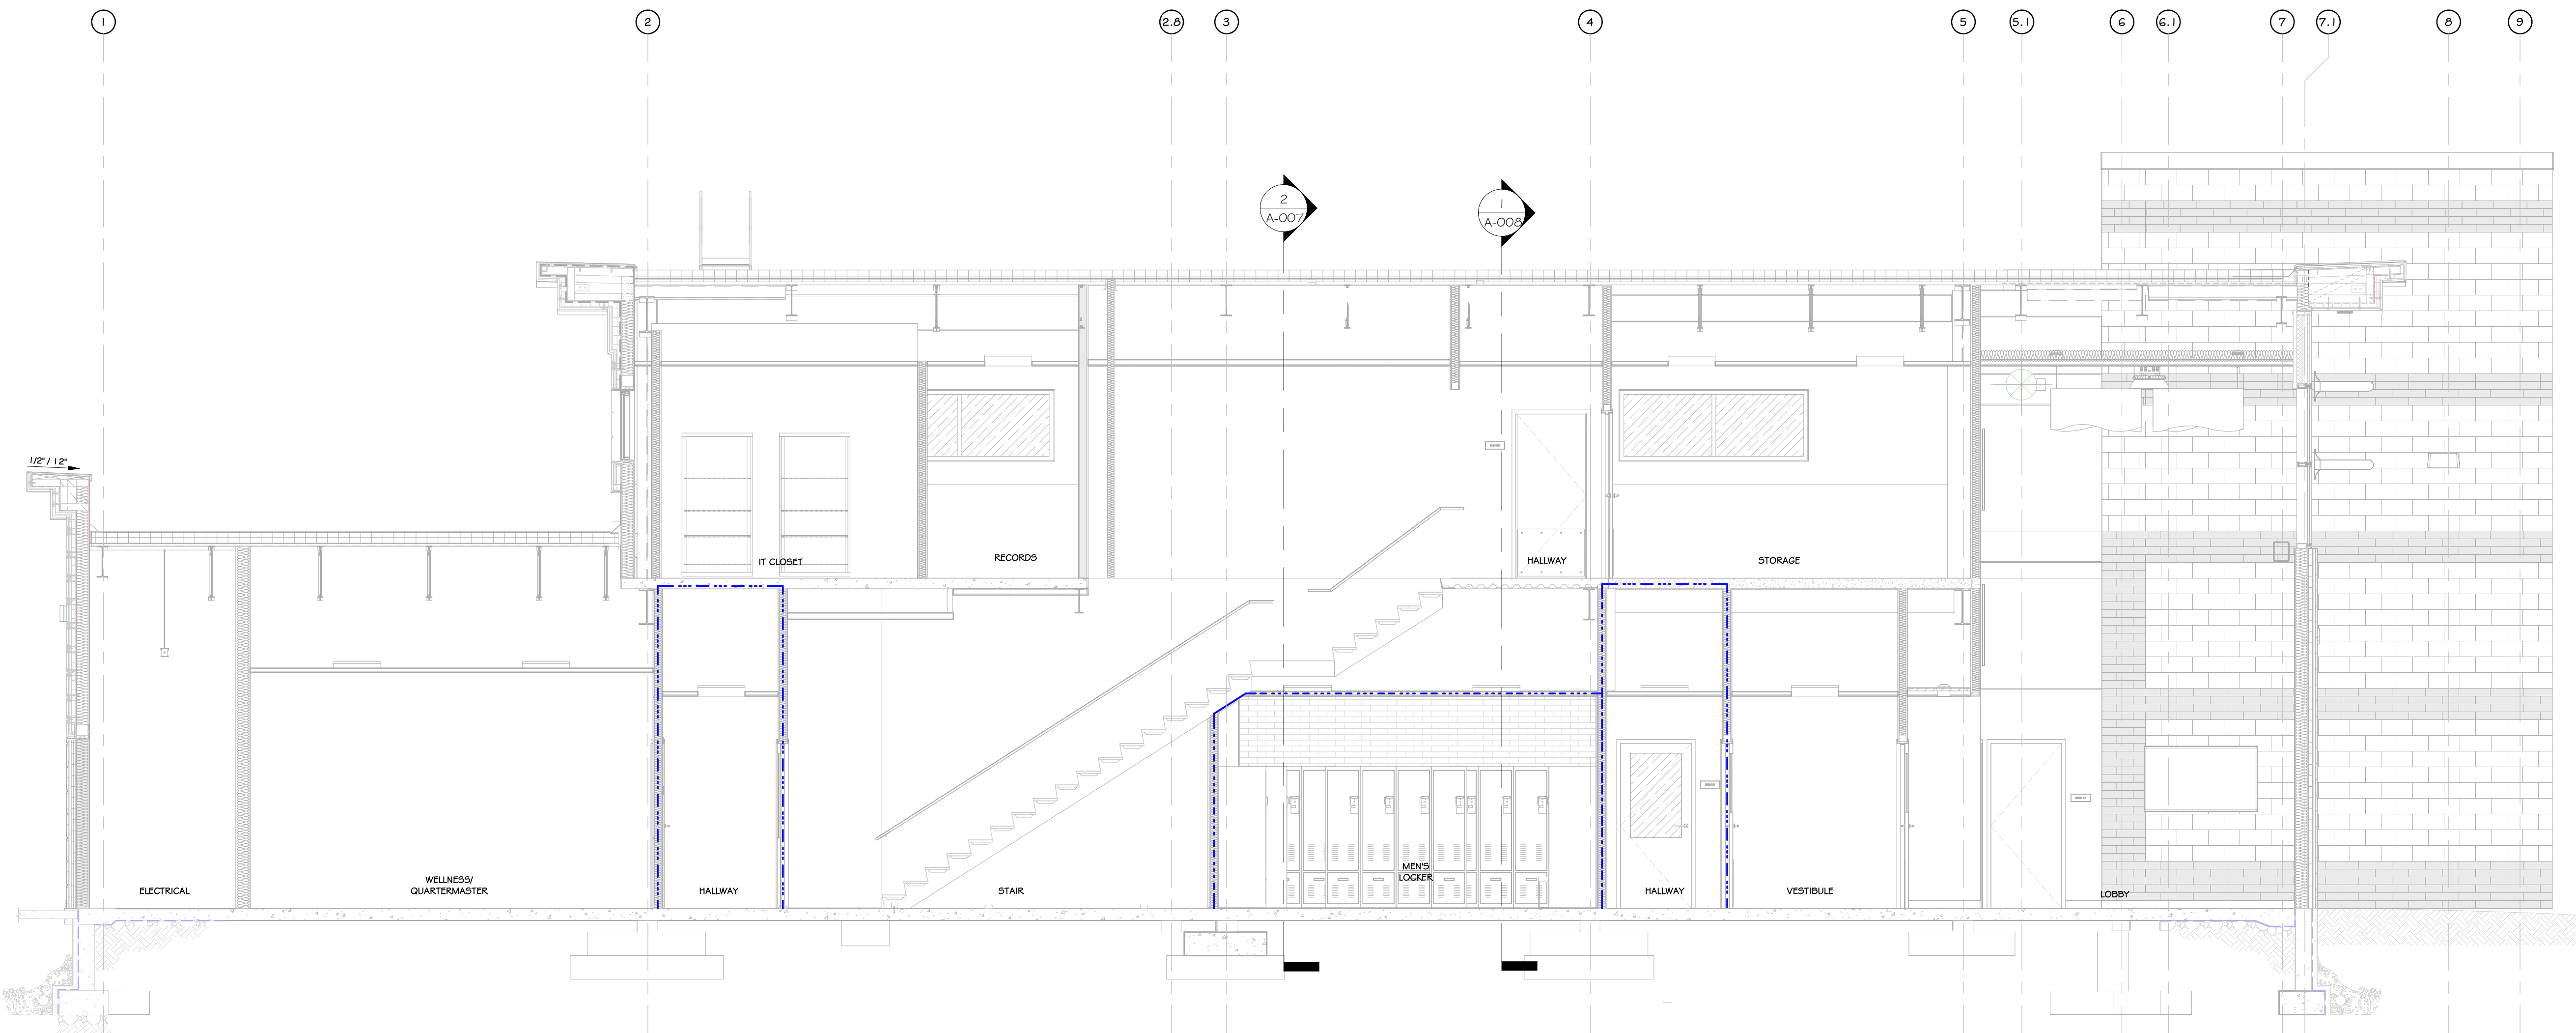 1 2 2.8 3 4 5 5.1 6 6.1 7 7.1 8 9
2
A-007
1
A-008
1/2" / 12"
IT CLOSET
RECORDS
HALLWAY
STORAGE
ELECTRICAL
WELLNESS/
QUARTERMASTER
HALLWAY
STAIR
MEN'S
LOCKER
HALLWAY
VESTIBULE
LOBBY